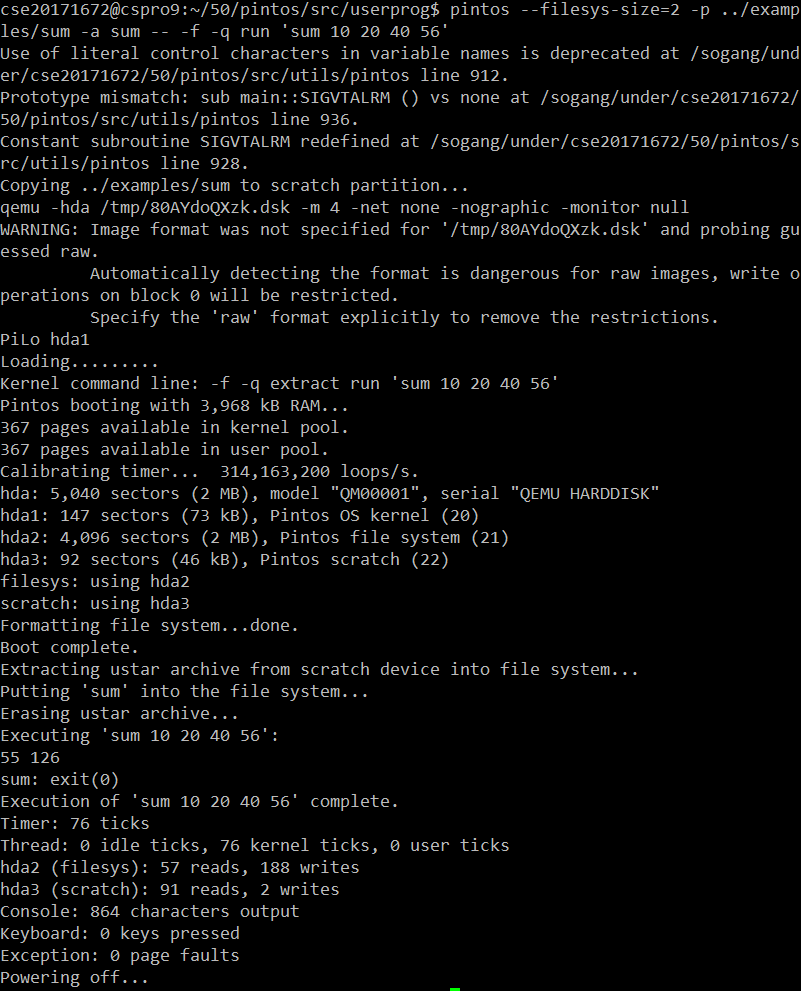 cse20171672@cspro9:~/50/pintos/src/userprog$ pintos --filesys-size=2 -p ../examp
les/sum -a sum -- -f -q run 'sum 10 20 40 56'
Use of literal control characters in variable names is deprecated at /sogang/und
er/cse20171672/50/pintos/src/utils/pintos line 912.
Prototype mismatch: sub main::SIGVTALRM () vs none at /sogang/under/cse20171672/
50/pintos/src/utils/pintos line 936.
Constant subroutine SIGVTALRM redefined at /sogang/under/cse20171672/50/pintos/s
rc/utils/pintos line 928.
Copying ../examples/sum to scratch partition...
qemu -hda /tmp/80AYdoQXzk.dsk -m 4 -net none -nographic -monitor null
WARNING: Image format was not specified for '/tmp/80AYdoQXzk.dsk' and probing gu
essed raw.
         Automatically detecting the format is dangerous for raw images, write o
perations on block 0 will be restricted.
         Specify the 'raw' format explicitly to remove the restrictions.
PiLo hda1
Loading.........
Kernel command line: -f -q extract run 'sum 10 20 40 56'
Pintos booting with 3,968 kB RAM...
367 pages available in kernel pool.
367 pages available in user pool.
Calibrating timer...  314,163,200 loops/s.
hda: 5,040 sectors (2 MB), model "QM00001", serial "QEMU HARDDISK"
hda1: 147 sectors (73 kB), Pintos OS kernel (20)
hda2: 4,096 sectors (2 MB), Pintos file system (21)
hda3: 92 sectors (46 kB), Pintos scratch (22)
filesys: using hda2
scratch: using hda3
Formatting file system...done.
Boot complete.
Extracting ustar archive from scratch device into file system...
Putting 'sum' into the file system...
Erasing ustar archive...
Executing 'sum 10 20 40 56':
55 126
sum: exit(0)
Execution of 'sum 10 20 40 56' complete.
Timer: 76 ticks
Thread: 0 idle ticks, 76 kernel ticks, 0 user ticks
hda2 (filesys): 57 reads, 188 writes
hda3 (scratch): 91 reads, 2 writes
Console: 864 characters output
Keyboard: 0 keys pressed
Exception: 0 page faults
Powering off...